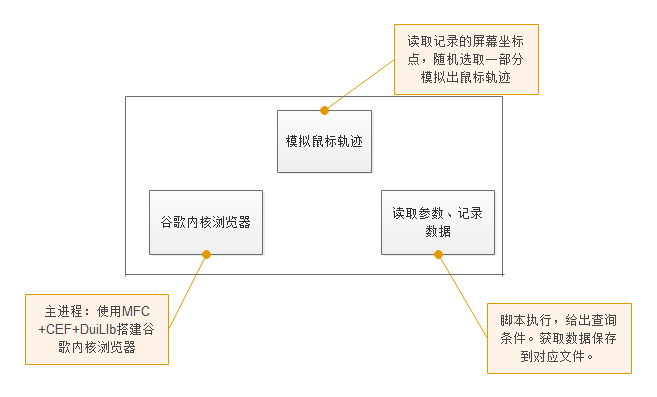 读取记录的屏幕坐标
点，随机选取一部分
模拟出鼠标轨迹
模拟鼠标轨迹
谷歌内核浏览器
读取参数、记录
数据
主进程：使用MFC
+CEF+DuiLIb搭建谷
歌内核浏览器
脚本执行，给出查询
条件。获取数据保存
到对应文件。